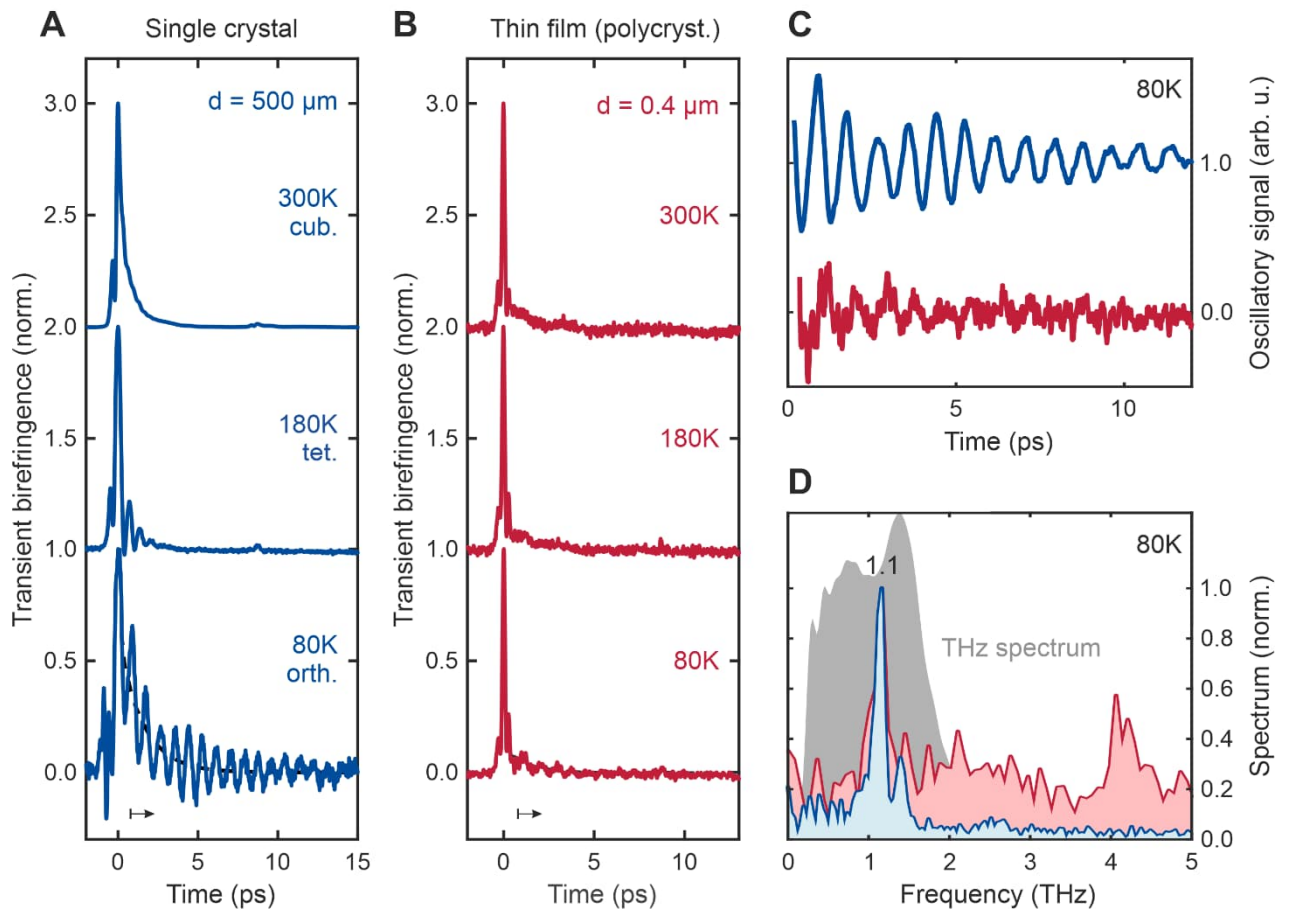 A
Single crystal
Transient birefringence (norm.)
3.0
2.5
2.0
1.5
1.0
0.5
0.0
d = 500 μm
300K
cub.
180K
tet.
80K
orth.
0
5
10
15
Time (ps)
B
Thin film (polycryst.)
Transient birefringence (norm.)
3.0
2.5
2.0
1.5
1.0
0.5
0.0
d = 0.4 μm
300K
180K
80K
0
5
10
Time (ps)
C
80K
1.0
0.0
Oscillatory signal (arb. u.)
0
5
10
Time (ps)
D
80K
1.1
THz spectrum
1.0
0.8
0.6
0.4
0.2
0.0
Spectrum (norm.)
0
1
2
3
4
5
Frequency (THz)